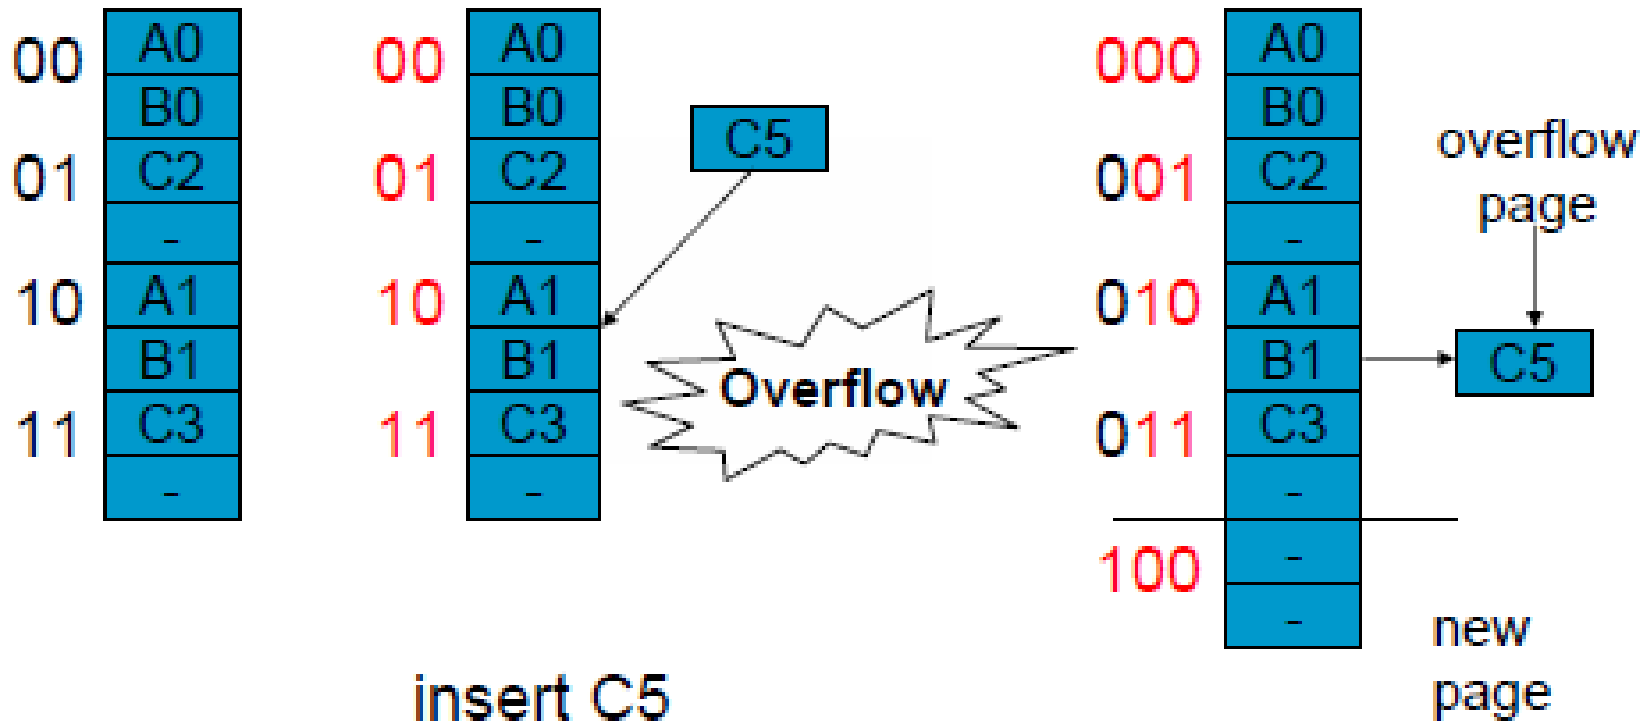 00
A0
B0
01
C2
-
10
A1
B1
11
C3
-
00
A0
B0
01
C2
-
10
A1
B1
11
C3
-
C5
Overflow
insert C5
000
A0
B0
001
C2
-
010
A1
B1
011
C3
-
100
-
-
overflow
page
C5
new
page